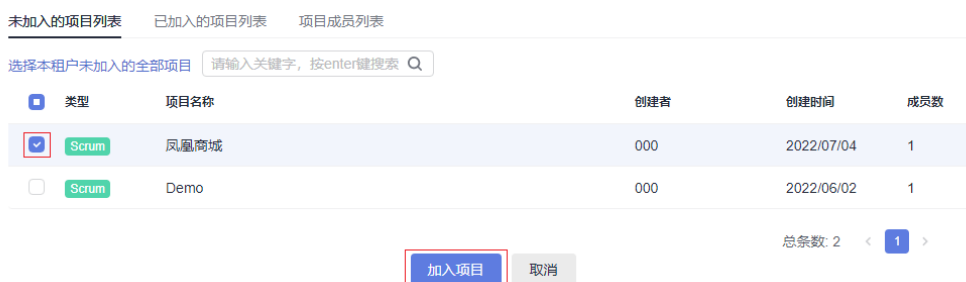 未加入的项目列表 已加入的项目列表 项目成员列表
选择本租户未加入的全部项目 请输入关键字，按enter键搜索
类型 项目名称 创建者 创建时间 成员数
Scrum 凤凰商城 000 2022/07/04 1
Scrum Demo 000 2022/06/02 1
总条数: 2 < 1 >
加入项目 取消